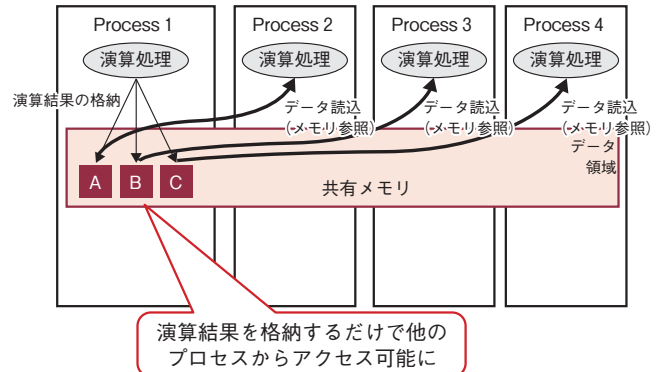 Process 1
Process 2
Process 3
Process 4
演算処理
演算処理
演算処理
演算処理
演算結果の格納
データ読込
(メモリ参照)
データ読込
(メモリ参照)
データ読込
(メモリ参照)
データ
領域
A
B
C
共有メモリ
演算結果を格納するだけで他の
プロセスからアクセス可能に